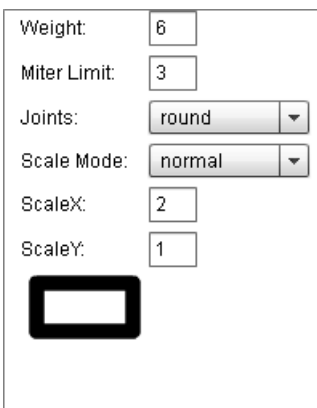 Weight: 6
Miter Limit: 3
Joints: round
Scale Mode: normal
ScaleX: 2
ScaleY: 1